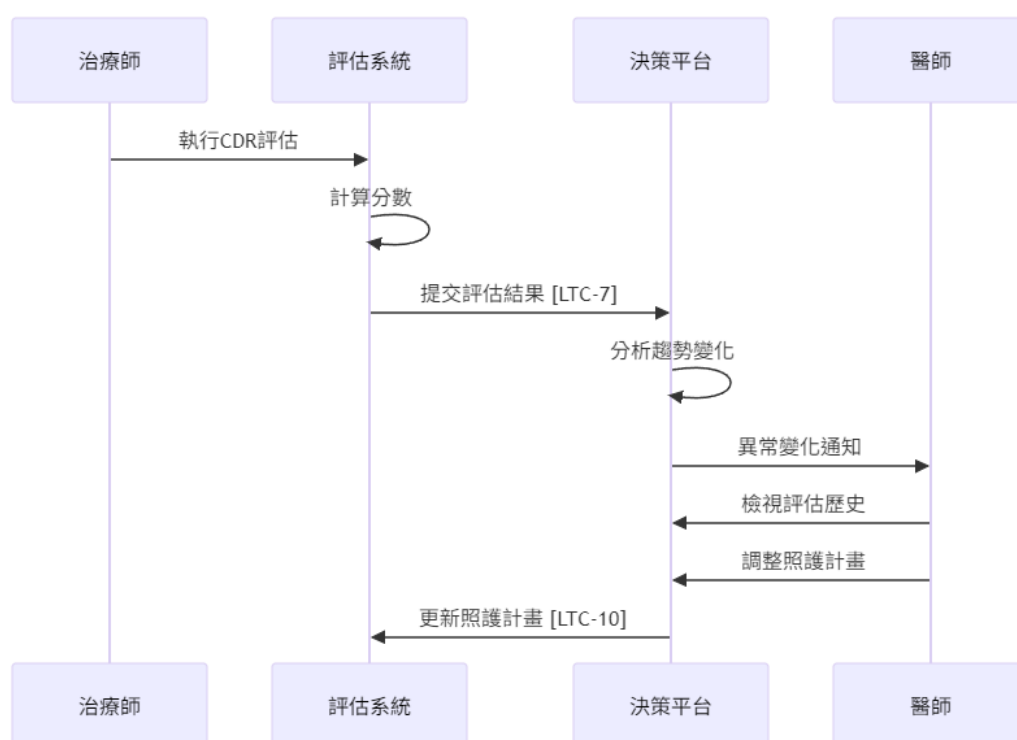 治療師
評估系統
決策平台
醫師
執行CDR評估
計算分數
提交評估結果 [LTC-7]
分析趨勢變化
異常變化通知
檢視評估歷史
調整照護計畫
更新照護計畫 [LTC-10]
治療師
評估系統
決策平台
醫師